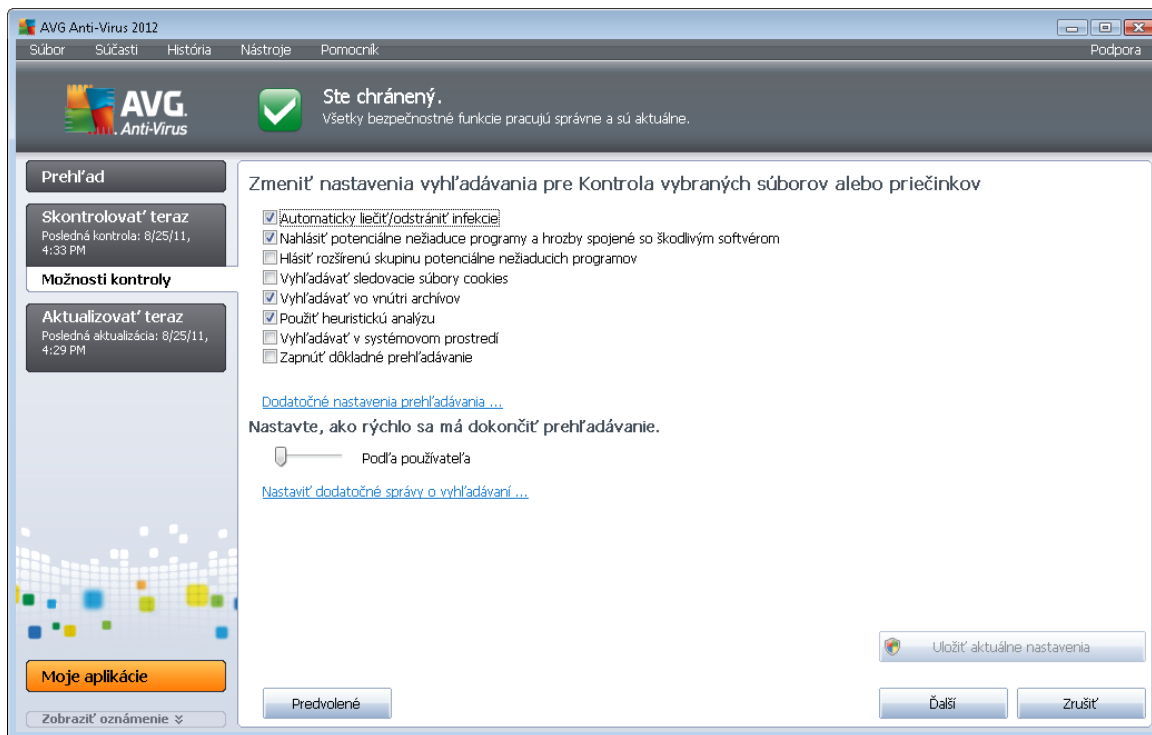 AVG Anti-Virus 2012
Súbor Súčasti História Nástroje Pomocník Podpora
AVG.
Anti-Virus
Ste chránený.
Všetky bezpečnostné funkcie pracujú správne a sú aktuálne.
Prehľad
Skontrolovať teraz
Posledná kontrola: 8/25/11,
4:33 PM
Možnosti kontroly
Aktualizovať teraz
Posledná aktualizácia: 8/25/11,
4:29 PM
Moje aplikácie
Zobraziť oznámenie
Zmeniť nastavenia vyhľadávania pre Kontrola vybraných súborov alebo priečinkov
Automaticky liečiť/odstrániť infekcie
Nahlásiť potenciálne nežiaduce programy a hrozby spojené so škodlivým softvérom
Hlásiť rozšírenú skupinu potenciálne nežiaducich programov
Vyhľadávať sledovacie súbory cookies
Vyhľadávať vo vnútri archívov
Použiť heuristickú analýzu
Vyhľadávať v systémovom prostredí
Zapnúť dôkladné prehľadávanie
Dodatočné nastavenia prehľadávania ...
Nastavte, ako rýchlo sa má dokončiť prehľadávanie.
Podľa používateľa
Nastaviť dodatočné správy o vyhľadávaní ...
Uložiť aktuálne nastavenia
Predvolené
Ďalší
Zrušiť